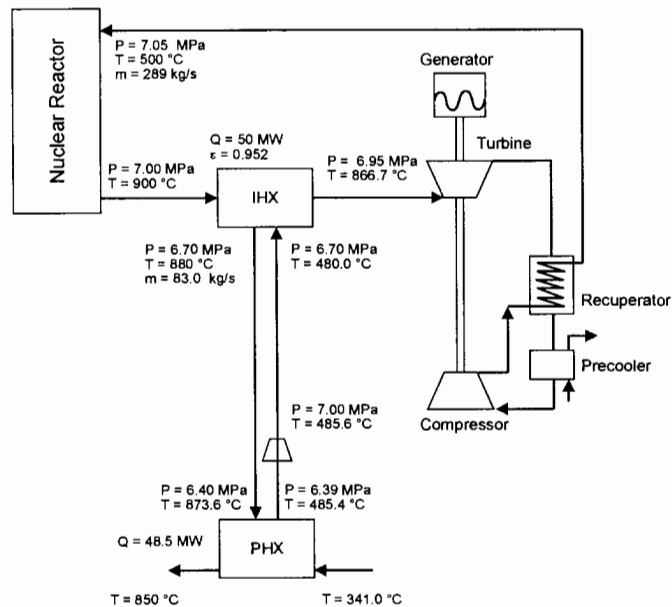 P = 7.05 MPa
T = 500 °C
m = 289 kg/s
Nuclear Reactor
Generator
Turbine
Q = 50 MW
ε = 0.952
P = 7.00 MPa
T = 900 °C
IHX
P = 6.95 MPa
T = 866.7 °C
P = 6.70 MPa
T = 880 °C
m = 83.0 kg/s
P = 6.70 MPa
T = 480.0 °C
Recuperator
Precooler
Compressor
P = 7.00 MPa
T = 485.6 °C
P = 6.40 MPa
T = 873.6 °C
P = 6.39 MPa
T = 485.4 °C
Q = 48.5 MW
PHX
T = 850 °C
T = 341.0 °C